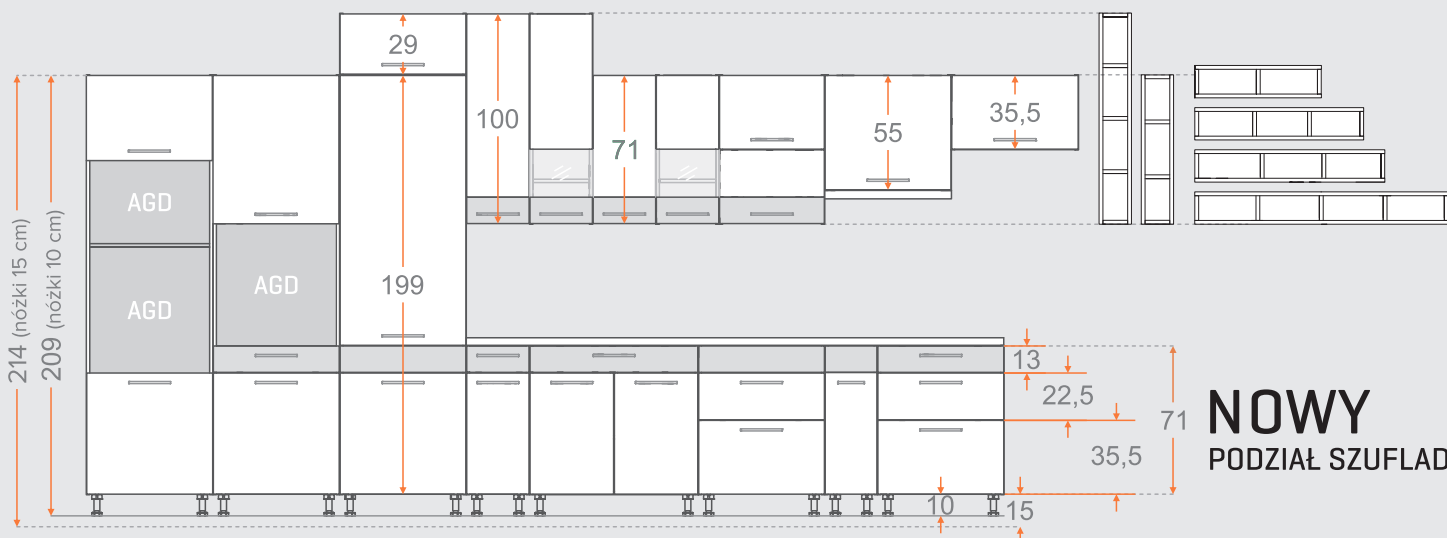 29
100
71
55
35,5
AGD
AGD
AGD
199
214 (nóżki 15 cm)
209 (nóżki 10 cm)
13
22,5
71
35,5
10
15
NOWY
PODZIAŁ SZUFLAD